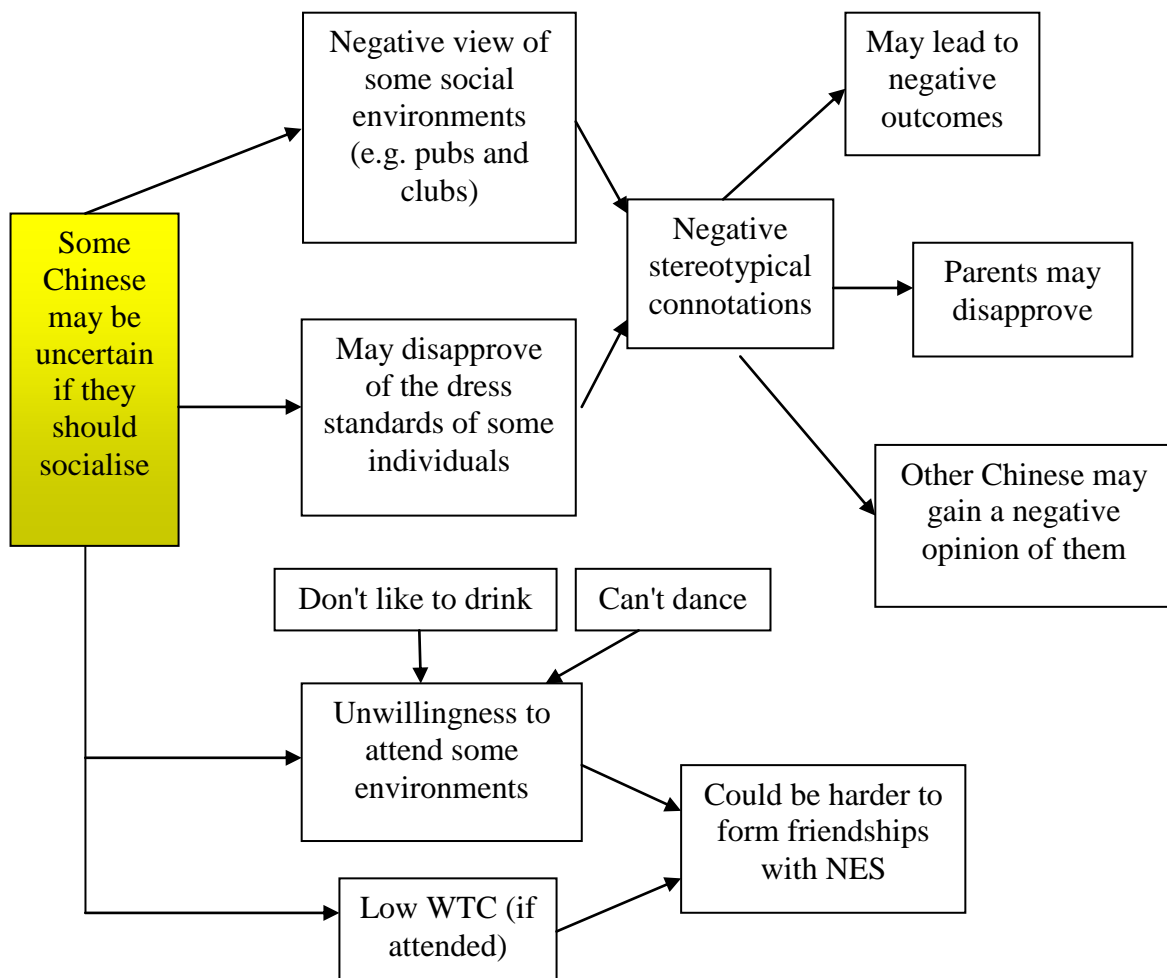 Negative view of
some social
environments
(e.g. pubs and
clubs)
May lead to
negative
outcomes
Some
Chinese
may be
uncertain
if they
should
socialise
Negative
stereotypical
connotations
Parents may
disapprove
May disapprove
of the dress
standards of some
individuals
Other Chinese may
gain a negative
opinion of them
Don't like to drink
Can't dance
Unwillingness to
attend some
environments
Could be harder to
form friendships
with NES
Low WTC (if
attended)